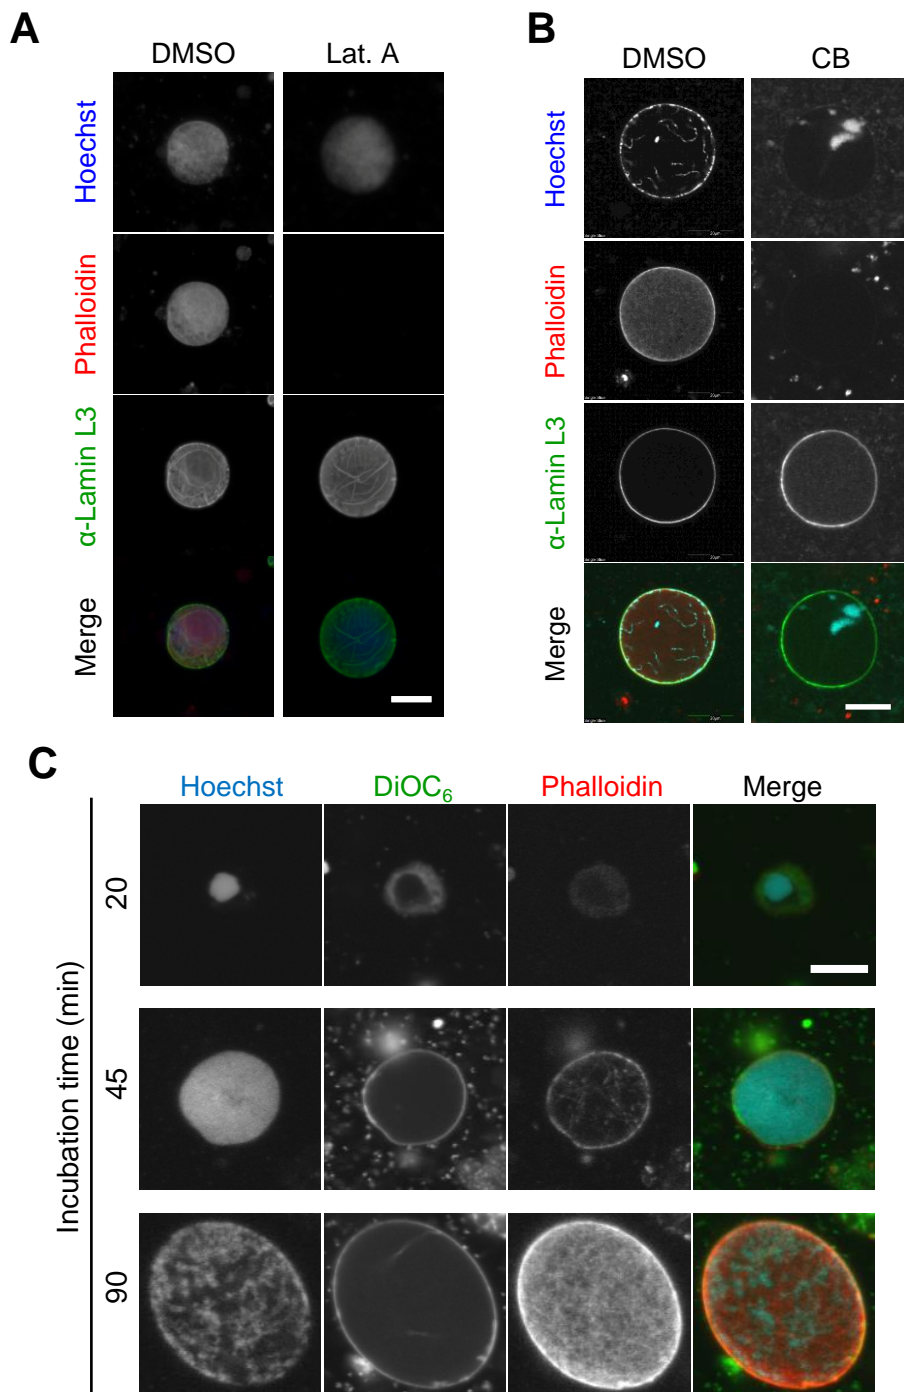 A
B
DMSO
Lat. A
DMSO
CB
Hoechst
Phalloidin
α-Lamin L3
Merge
Hoechst
Phalloidin
α-Lamin L3
Merge
C
Hoechst
DiOC₆
Phalloidin
Merge
Incubation time (min)
20
45
90